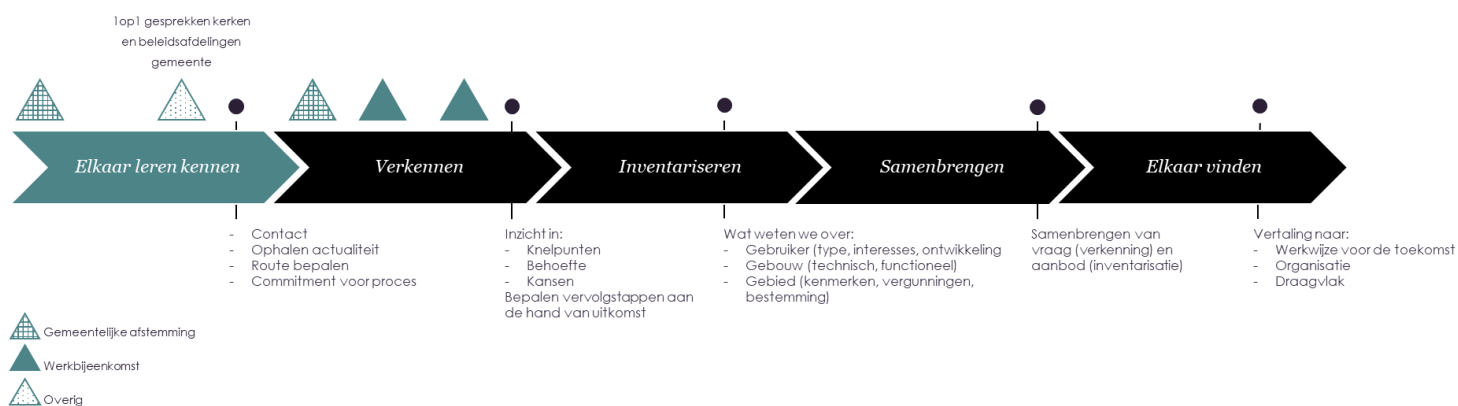 1op1 gesprekken kerken
en beleidsafdelingen
gemeente
Elkaar leren kennen
Verkennen
Inventariseren
Samenbrengen
Elkaar vinden
- Contact
- Ophalen actualiteit
- Route bepalen
- Commitment voor proces
Inzicht in:
- Knelpunten
- Behoefte
- Kansen
Bepalen vervolgstappen aan
de hand van uitkomst
Wat weten we over:
- Gebruiker (type, interesses, ontwikkeling
- Gebouw (technisch, functioneel)
- Gebied (kenmerken, vergunningen,
bestemming)
Samenbrengen van
vraag (verkenning) en
aanbod (inventarisatie)
Vertaling naar:
- Werkwijze voor de toekomst
- Organisatie
- Draagvlak
Gemeentelijke afstemming
Werkbijeenkomst
Overig